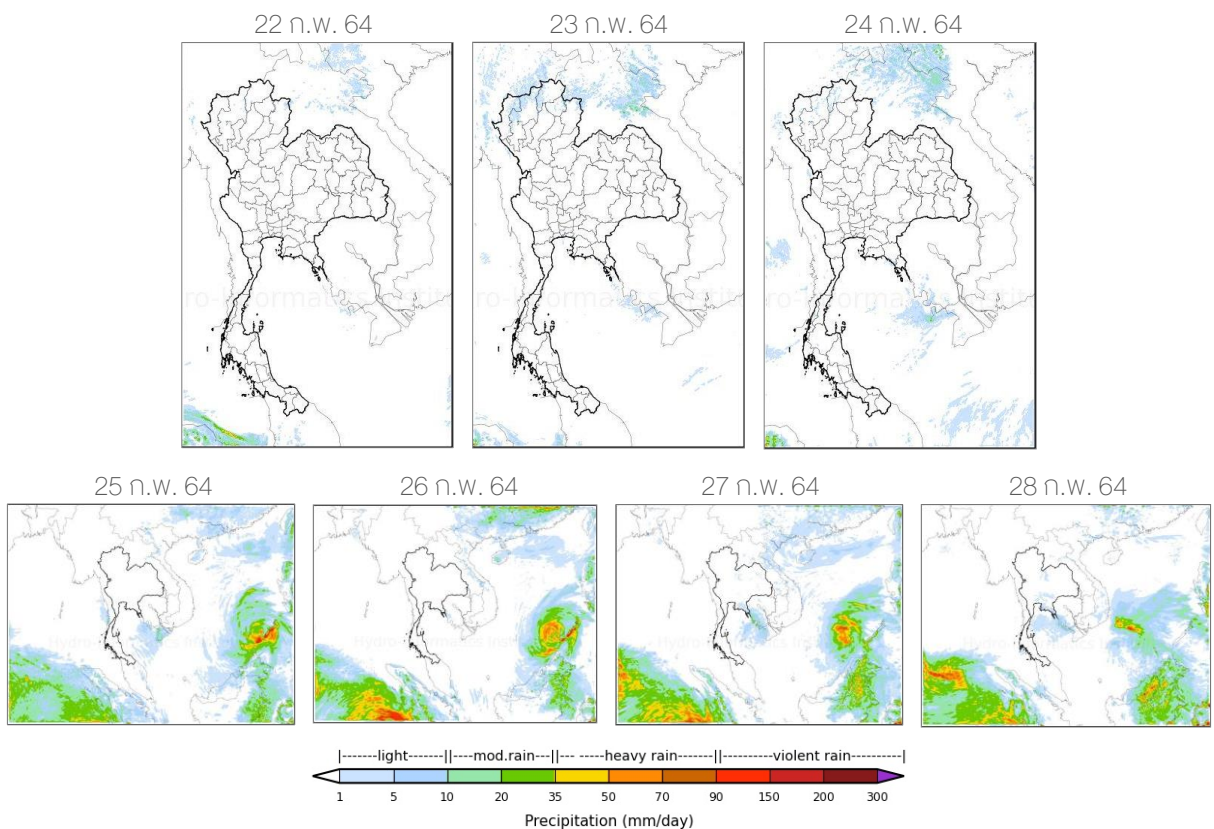 22 ก.พ. 64
23 ก.พ. 64
24 ก.พ. 64
25 ก.พ. 64
26 ก.พ. 64
27 ก.พ. 64
28 ก.พ. 64
|------light------||----mod.rain--||--- -----heavy rain-----||-------violent rain-------|
1 5 10 20 35 50 70 90 150 200 300
Precipitation (mm/day)